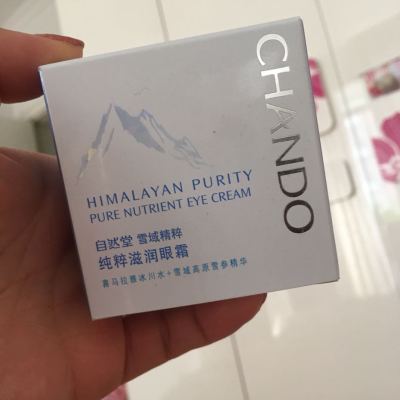 CHANDO
HIMALAYAN PURITY
PURE NUTRIENT EYE CREAM
自然堂 雪域精粹
纯粹滋润眼霜
喜马拉雅冰川水+雪域高原雪参精华